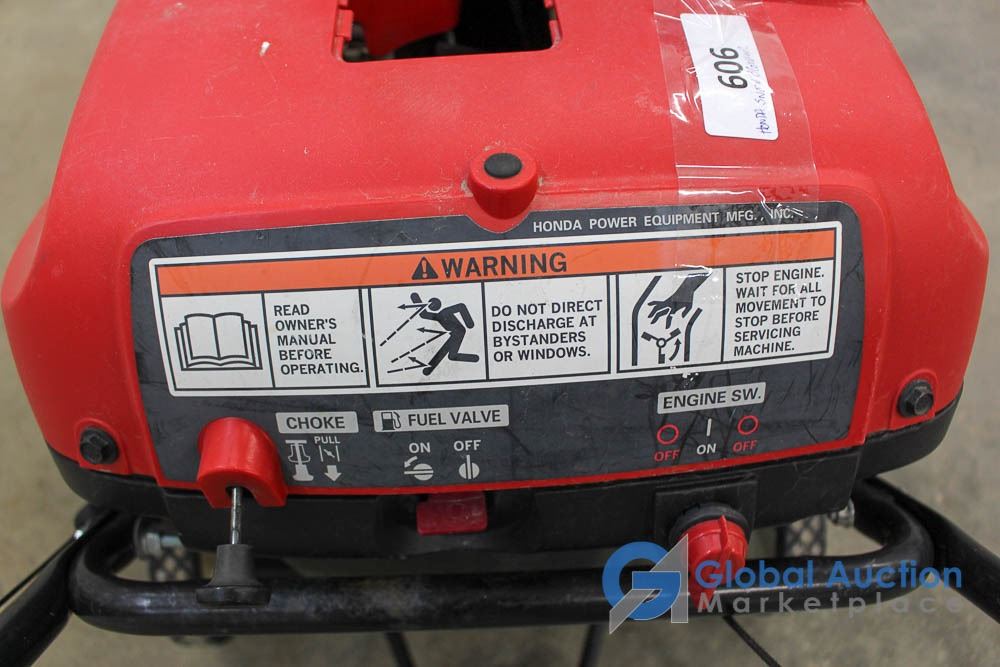 606
HONDA SNOW
HONDA POWER EQUIPMENT MFG., INC.
WARNING
READ
OWNER'S
MANUAL
BEFORE
OPERATING.
DO NOT DIRECT
DISCHARGE AT
BYSTANDERS
OR WINDOWS.
STOP ENGINE.
WAIT FOR ALL
MOVEMENT TO
STOP BEFORE
SERVICING
MACHINE.
CHOKE
PULL
FUEL VALVE
ON OFF
ENGINE SW.
OFF ON OFF
Global Auction
Marketplace